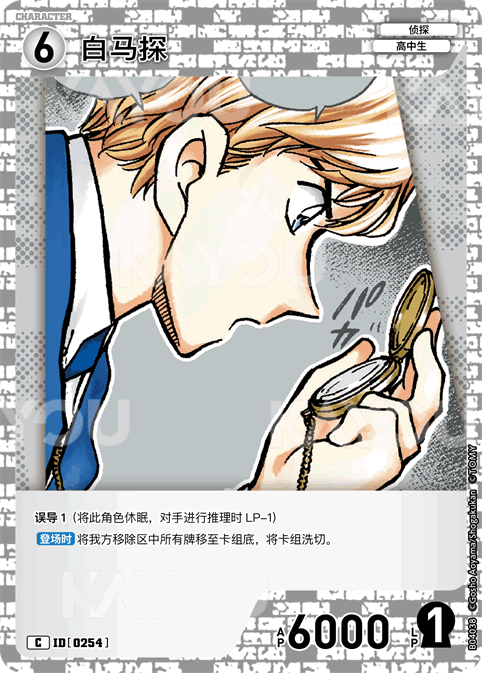 CHARACTER
6
白马探
侦探
高中生
KAYOU
パカ
误导 1（将此角色休眠，对手进行推理时 LP-1）
登场时 将我方移除区中所有牌移至卡组底，将卡组洗切。
C ID[0254]
AP 6000 LP 1
B04038 ©Gosho Aoyama/Shogakukan ©TOMY